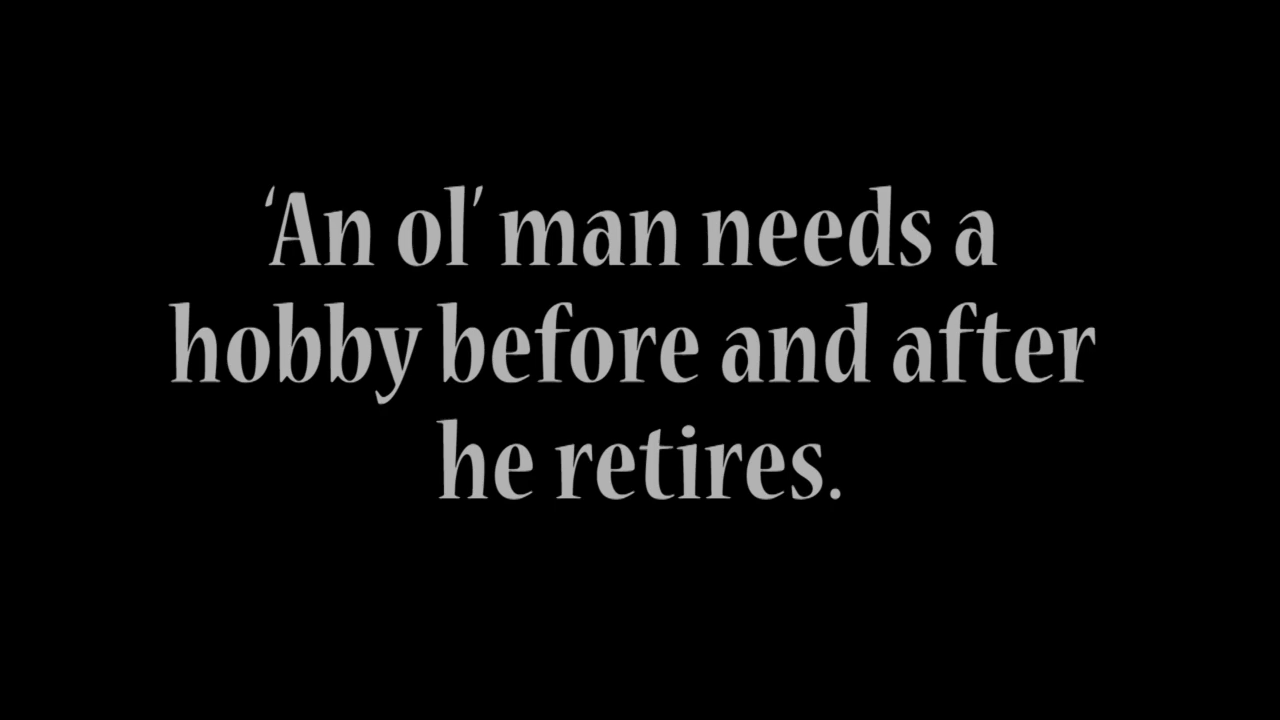 ‘An ol’ man needs a
hobby before and after
he retires.